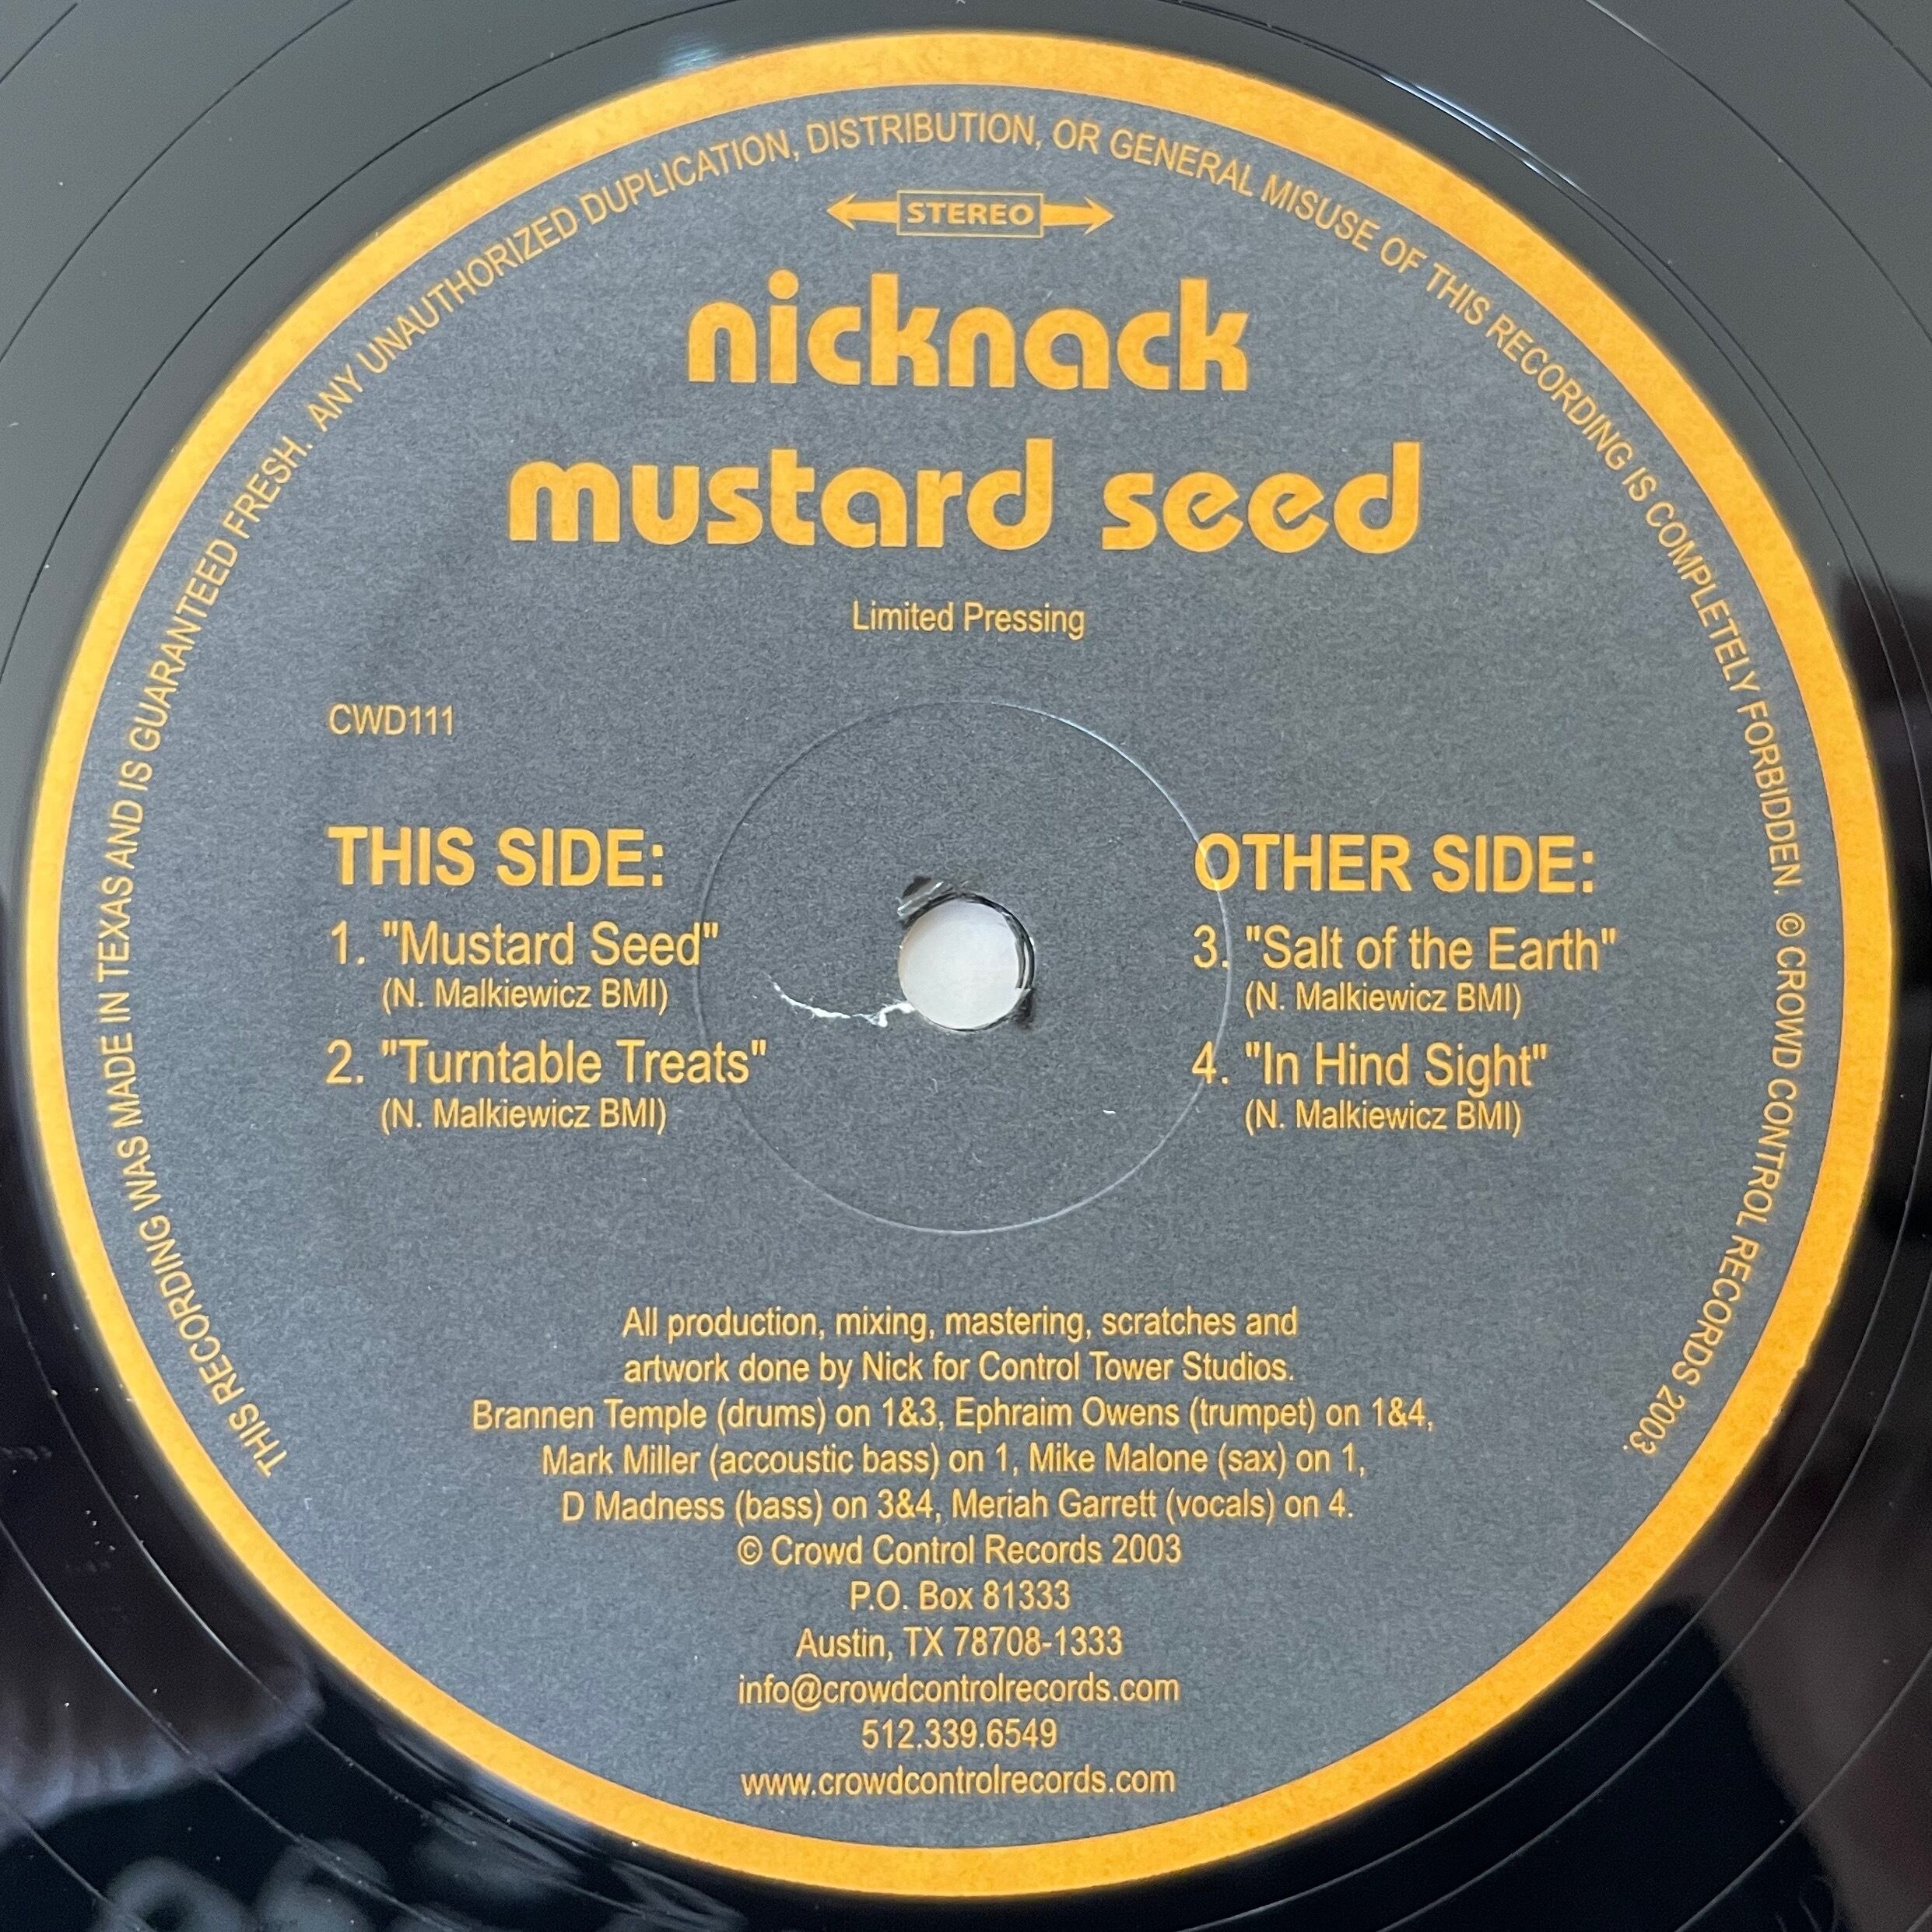 THIS RECORDING WAS MADE IN TEXAS AND IS GUARANTEED FRESH. ANY UNAUTHORIZED DUPLICATION, DISTRIBUTION, OR GENERAL MISUSE OF THIS RECORDING IS COMPLETELY FORBIDDEN. © CROWD CONTROL RECORDS 2003.
STEREO
nicknack
mustard seed
Limited Pressing
CWD111
THIS SIDE:
1. "Mustard Seed"
(N. Malkiewicz BMI)
2. "Turntable Treats"
(N. Malkiewicz BMI)
OTHER SIDE:
3. "Salt of the Earth"
(N. Malkiewicz BMI)
4. "In Hind Sight"
(N. Malkiewicz BMI)
All production, mixing, mastering, scratches and
artwork done by Nick for Control Tower Studios.
Brannen Temple (drums) on 1&3, Ephraim Owens (trumpet) on 1&4,
Mark Miller (accoustic bass) on 1, Mike Malone (sax) on 1,
D Madness (bass) on 3&4, Meriah Garrett (vocals) on 4.
© Crowd Control Records 2003
P.O. Box 81333
Austin, TX 78708-1333
info@crowdcontrolrecords.com
512.339.6549
www.crowdcontrolrecords.com